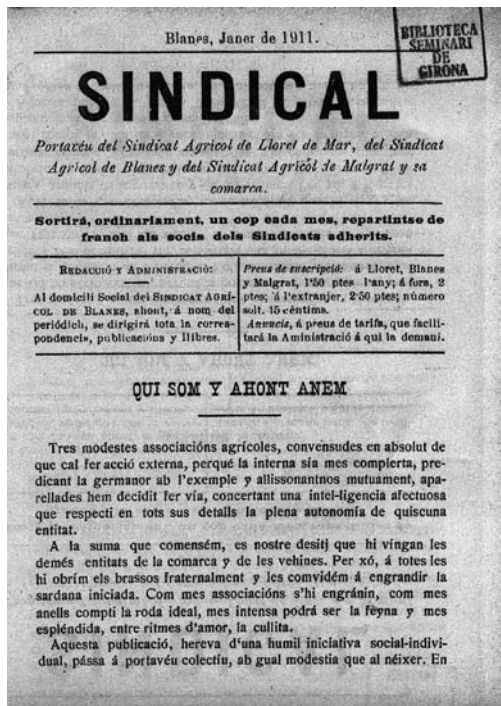 Blanes, Janer de 1911.
BIBLIOTECA
SEMINARI
DE
GIRONA
SINDICAL
Portavéu del Sindicat Agrícol de Lloret de Mar, del Sindicat
Agrícol de Blanes y del Sindicat Agrícol de Malgrat y sa
comarca.
Sortirá, ordinariament, un cop cada mes, repartintse de
franch als socis dels Sindicats adherits.
REDACCIÓ Y ADMINISTRACIÓ:
Al domicili Social del SINDICAT AGRÍ-
COL DE BLANES, ahont, á nom del
periódich, se dirigirá tota la corres-
pondencia, publicacións y llibres.
Preus de suscripció: á Lloret, Blanes
y Malgrat, 1'50 ptes l'any; á fora, 2
ptes; á l'extranjer, 2'50 ptes; número
solt. 15 céntims.
Anuncis, á preus de tarifa, que facili-
tará la Aministració á qui la demani.
QUI SOM Y AHONT ANEM
Tres modestes associacións agrícoles, convensudes en absolut de
que cal fer acció externa, perqué la interna sía mes complerta, pre-
dicant la germanor ab l'exemple y allissonantnos mutuament, apa-
rellades hem decidit fer vía, concertant una intel-ligencia afectuosa
que respecti en tots sus detalls la plena autonomía de quiscuna
entitat.
A la suma que comensém, es nostre desitj que hi vingan les
demés entitats de la comarca y de les vehines. Per xó, á totes les
hi obrím els brassos fraternalment y les comvidém á engrandir la
sardana iniciada. Com mes associacións s'hi engránin, com mes
anells compti la roda ideal, mes intensa podrá ser la feyna y mes
espléndida, entre ritmes d'amor, la cullita.
Aquesta publicació, hereva d'una humil iniciativa social-indivi-
dual, pássa á portavéu colectiu, ab gual modestia que al néixer. En